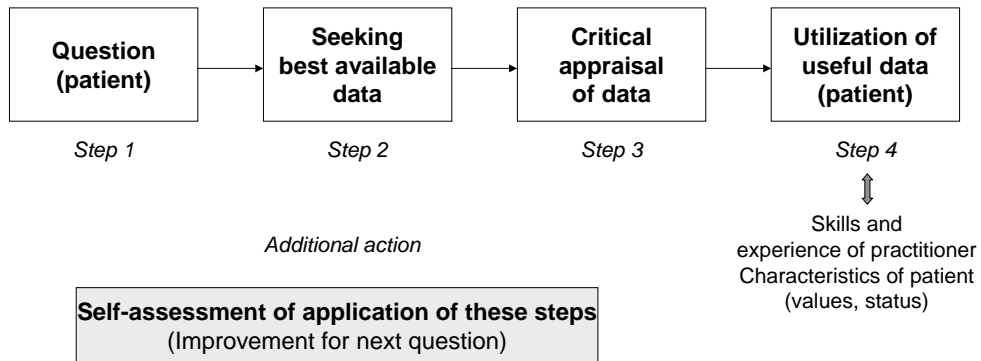 Question
(patient)
Seeking
best available
data
Critical
appraisal
of data
Utilization of
useful data
(patient)
Step 1
Step 2
Step 3
Step 4
Skills and
experience of practitioner
Characteristics of patient
(values, status)
Additional action
Self-assessment of application of these steps
(Improvement for next question)